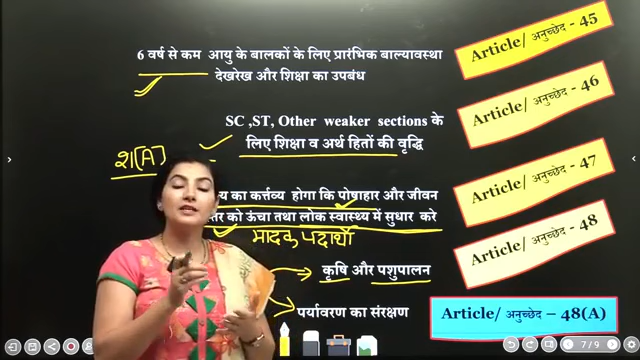 6 वर्ष से कम आयु के बालकों के लिए प्रारंभिक बाल्यावस्था
देखरेख और शिक्षा का उपबंध
Article/ अनुच्छेद - 45
SC ,ST, Other weaker sections के
लिए शिक्षा व अर्थ हितों की वृद्धि
Article/ अनुच्छेद - 46
का कर्त्तव्य होगा कि पोषाहार और जीवन
को ऊंचा तथा लोक स्वास्थ्य में सुधार करे
Article/ अनुच्छेद - 47
मादक पदार्थों
कृषि और पशुपालन
Article/ अनुच्छेद - 48
पर्यावरण का संरक्षण
Article/ अनुच्छेद – 48(A)
7/9